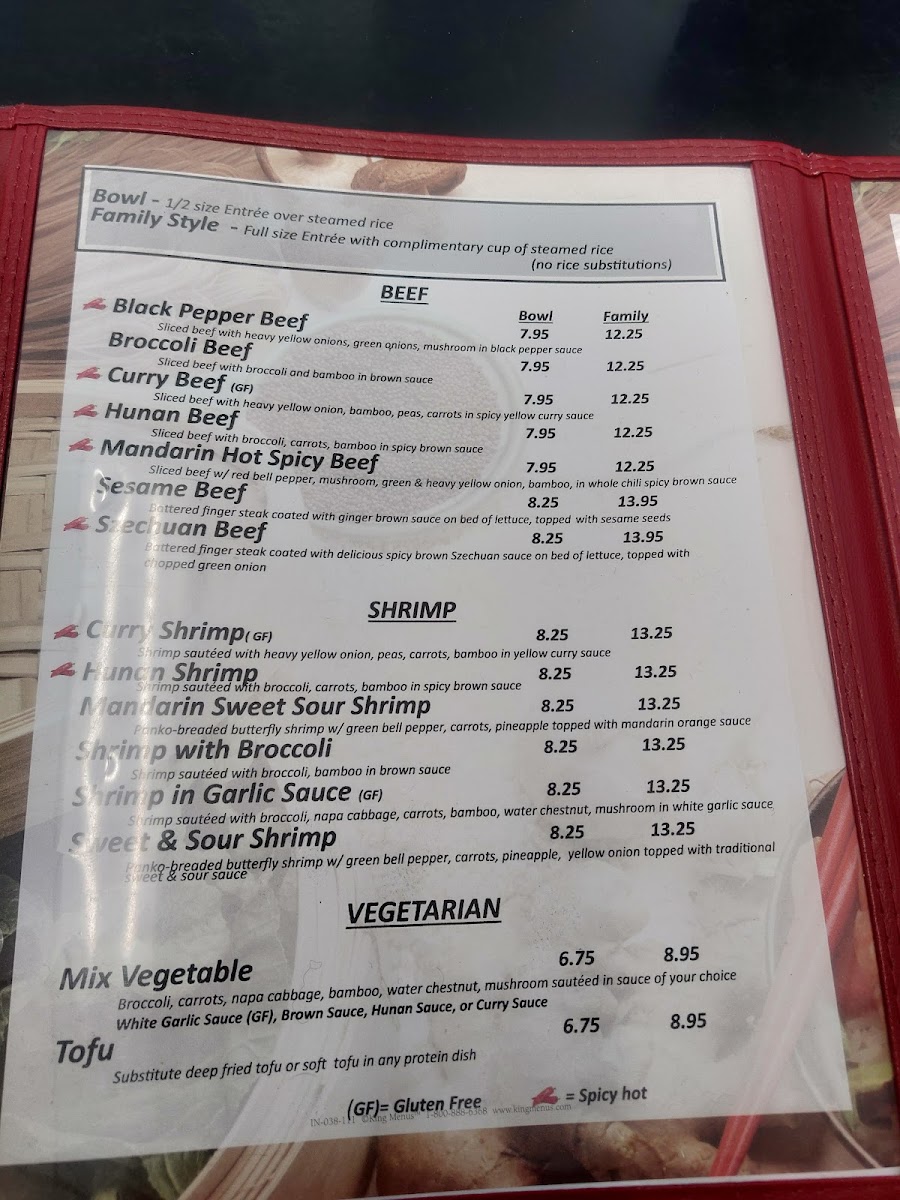 Bowl - 1/2 size Entrée over steamed rice
Family Style - Full size Entrée with complimentary cup of steamed rice
(no rice substitutions)
BEEF
Bowl Family
Black Pepper Beef 7.95 12.25
Sliced beef with heavy yellow onions, green onions, mushroom in black pepper sauce
Broccoli Beef 7.95 12.25
Sliced beef with broccoli and bamboo in brown sauce
Curry Beef (GF) 7.95 12.25
Sliced beef with heavy yellow onion, bamboo, peas, carrots in spicy yellow curry sauce
Hunan Beef 7.95 12.25
Sliced beef with broccoli, carrots, bamboo in spicy brown sauce
Mandarin Hot Spicy Beef 7.95 12.25
Sliced beef w/ red bell pepper, mushroom, green & heavy yellow onion, bamboo, in whole chili spicy brown sauce
Sesame Beef 8.25 13.95
Battered finger steak coated with ginger brown sauce on bed of lettuce, topped with sesame seeds
Szechuan Beef 8.25 13.95
Battered finger steak coated with delicious spicy brown Szechuan sauce on bed of lettuce, topped with
chopped green onion
SHRIMP
Curry Shrimp( GF) 8.25 13.25
Shrimp sautéed with heavy yellow onion, peas, carrots, bamboo in yellow curry sauce
Hunan Shrimp 8.25 13.25
Shrimp sautéed with broccoli, carrots, bamboo in spicy brown sauce
Mandarin Sweet Sour Shrimp 8.25 13.25
Panko-breaded butterfly shrimp w/ green bell pepper, carrots, pineapple topped with mandarin orange sauce
Shrimp with Broccoli 8.25 13.25
Shrimp sautéed with broccoli, bamboo in brown sauce
Shrimp in Garlic Sauce (GF) 8.25 13.25
Shrimp sautéed with broccoli, napa cabbage, carrots, bamboo, water chestnut, mushroom in white garlic sauce
Sweet & Sour Shrimp 8.25 13.25
Panko-breaded butterfly shrimp w/ green bell pepper, carrots, pineapple, yellow onion topped with traditional
sweet & sour sauce
VEGETARIAN
Mix Vegetable 6.75 8.95
Broccoli, carrots, napa cabbage, bamboo, water chestnut, mushroom sautéed in sauce of your choice
White Garlic Sauce (GF), Brown Sauce, Hunan Sauce, or Curry Sauce
Tofu 6.75 8.95
Substitute deep fried tofu or soft tofu in any protein dish
(GF)= Gluten Free = Spicy hot
©King Menus™ www.kingmenus.com